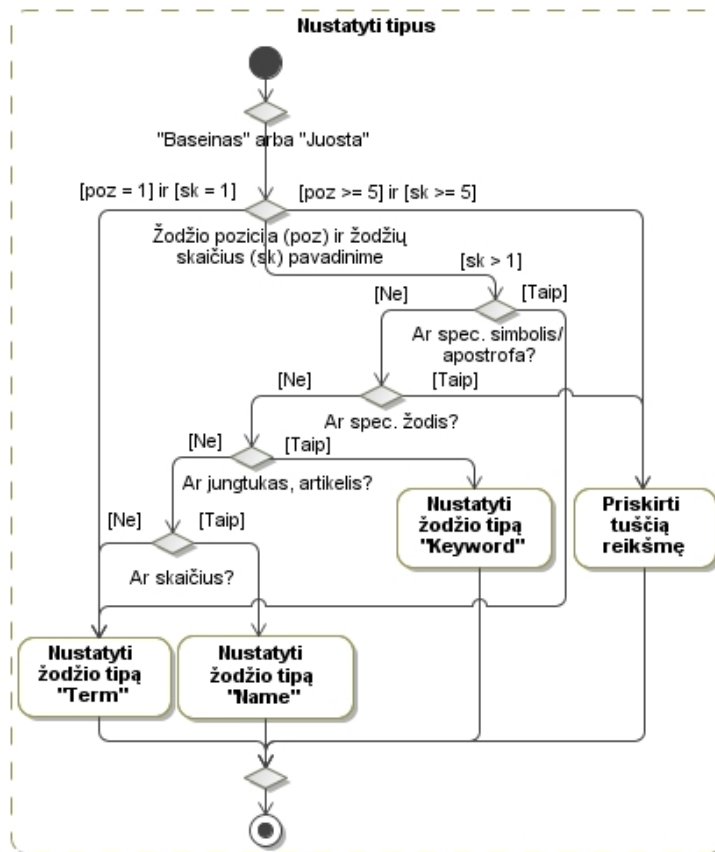 Nustatyti tipus
"Baseinas" arba "Juosta"
[poz = 1] ir [sk = 1]
[poz >= 5] ir [sk >= 5]
Žodžio pozicija (poz) ir žodžių
skaičius (sk) pavadinime
[sk > 1]
[Ne]
[Taip]
Ar spec. simbolis/
apostrofa?
[Ne]
[Taip]
Ar spec. žodis?
[Ne]
[Taip]
Ar jungtukas, artikelis?
[Ne]
[Taip]
Ar skaičius?
Nustatyti
žodžio tipą
"Keyword"
Priskirti
tuščią
reikšmę
Nustatyti
žodžio tipą
"Term"
Nustatyti
žodžio tipą
"Name"